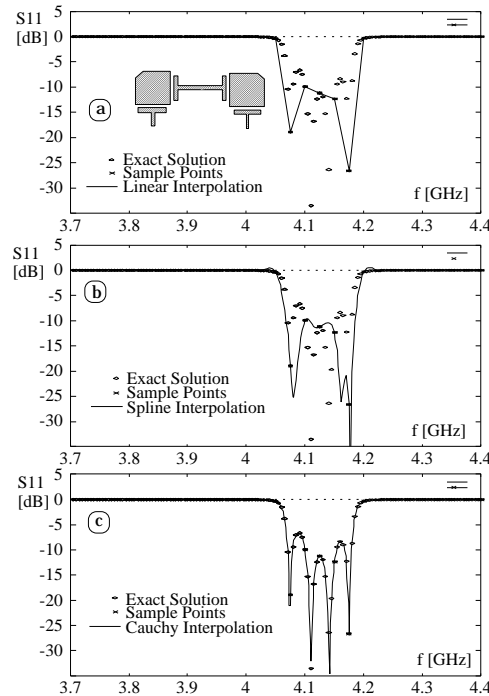 S11
[dB]
5
0
-5
-10
-15
-20
-25
-30
a
Exact Solution
Sample Points
Linear Interpolation
f [GHz]
3.7 3.8 3.9 4 4.1 4.2 4.3 4.4
S11
[dB]
5
0
-5
-10
-15
-20
-25
-30
b
Exact Solution
Sample Points
Spline Interpolation
f [GHz]
3.7 3.8 3.9 4 4.1 4.2 4.3 4.4
S11
[dB]
5
0
-5
-10
-15
-20
-25
-30
c
Exact Solution
Sample Points
Cauchy Interpolation
f [GHz]
3.7 3.8 3.9 4 4.1 4.2 4.3 4.4